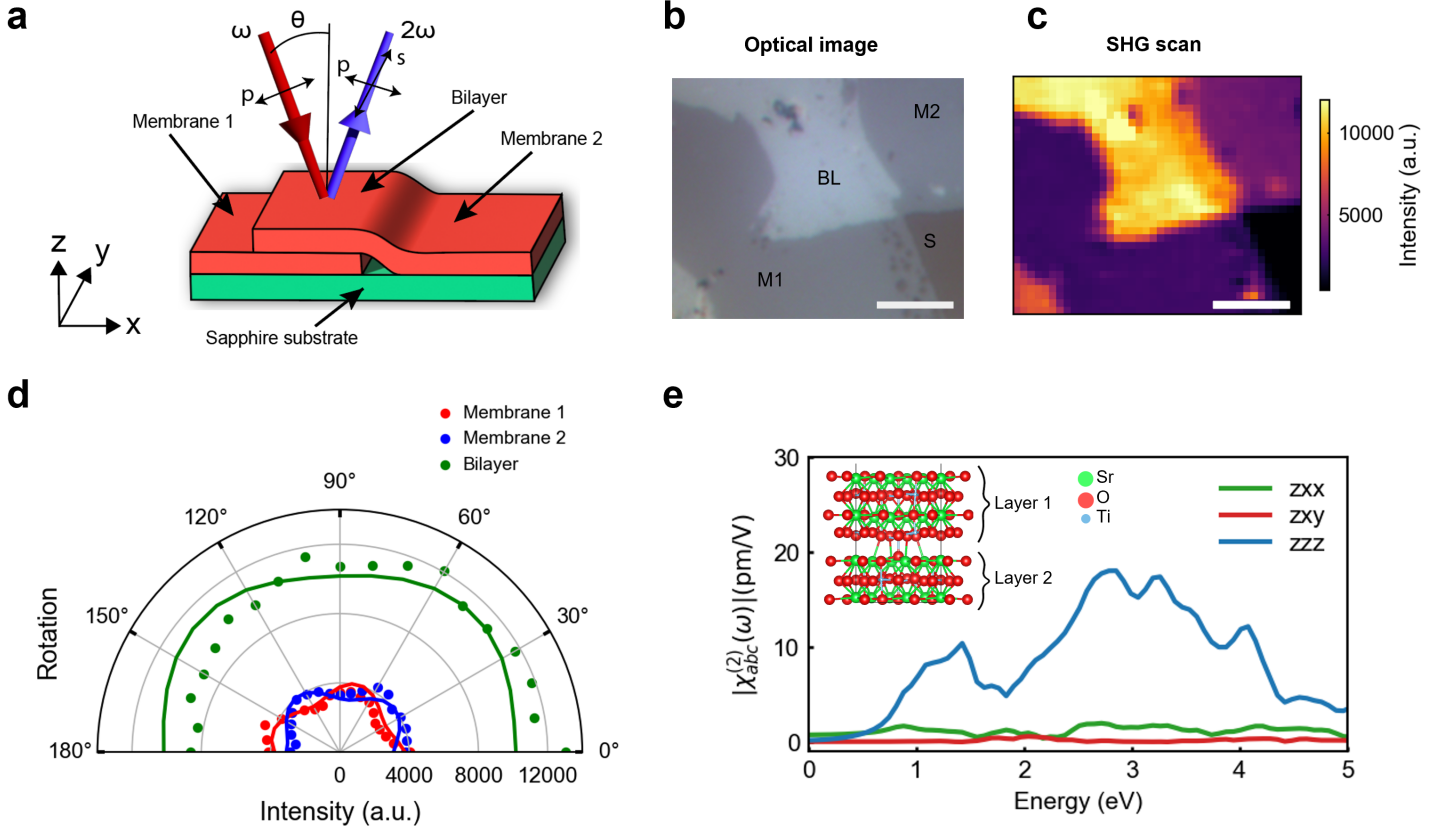 a
ω
θ
2ω
s
p
p
Bilayer
Membrane 1
Membrane 2
z
y
x
Sapphire substrate
b
Optical image
M2
BL
S
M1
c
SHG scan
10000
5000
Intensity (a.u.)
d
Membrane 1
Membrane 2
Bilayer
90°
120°
60°
150°
30°
180°
0°
Rotation
0
4000
8000
12000
Intensity (a.u.)
e
30
20
10
0
|χ(2)abc(ω)|(pm/V)
Sr
O
Ti
Layer 1
Layer 2
zxx
zxy
zzz
0
1
2
3
4
5
Energy (eV)